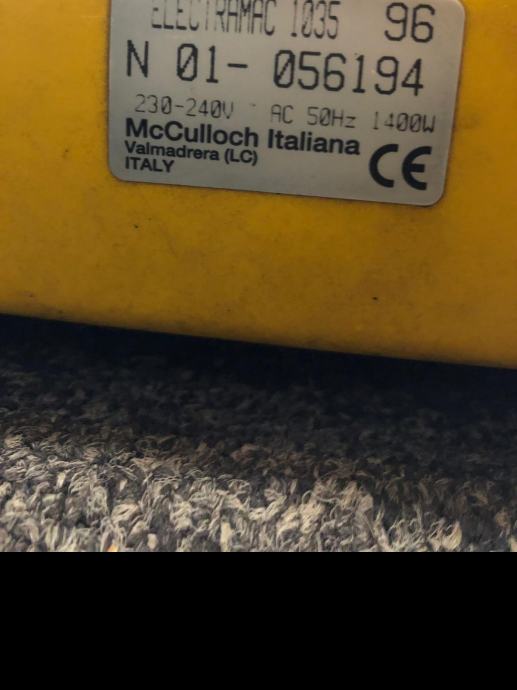 ELECTRAMAC 1035 96
N 01- 056194
230-240V ~ AC 50Hz 1400W
McCulloch Italiana
Valmadrera (LC)
ITALY
CE